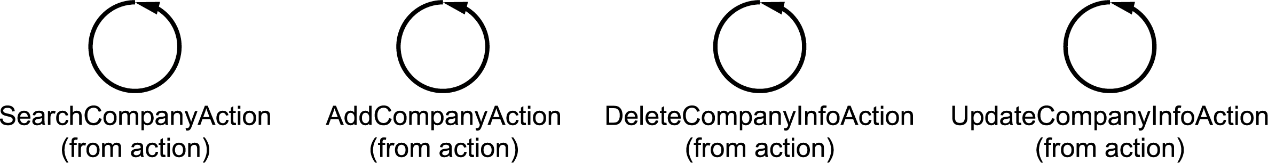 SearchCompanyAction AddCompanyAction DeleteCompanyInfoAction UpdateCompanyInfoAction
(from action) (from action) (from action) (from action)